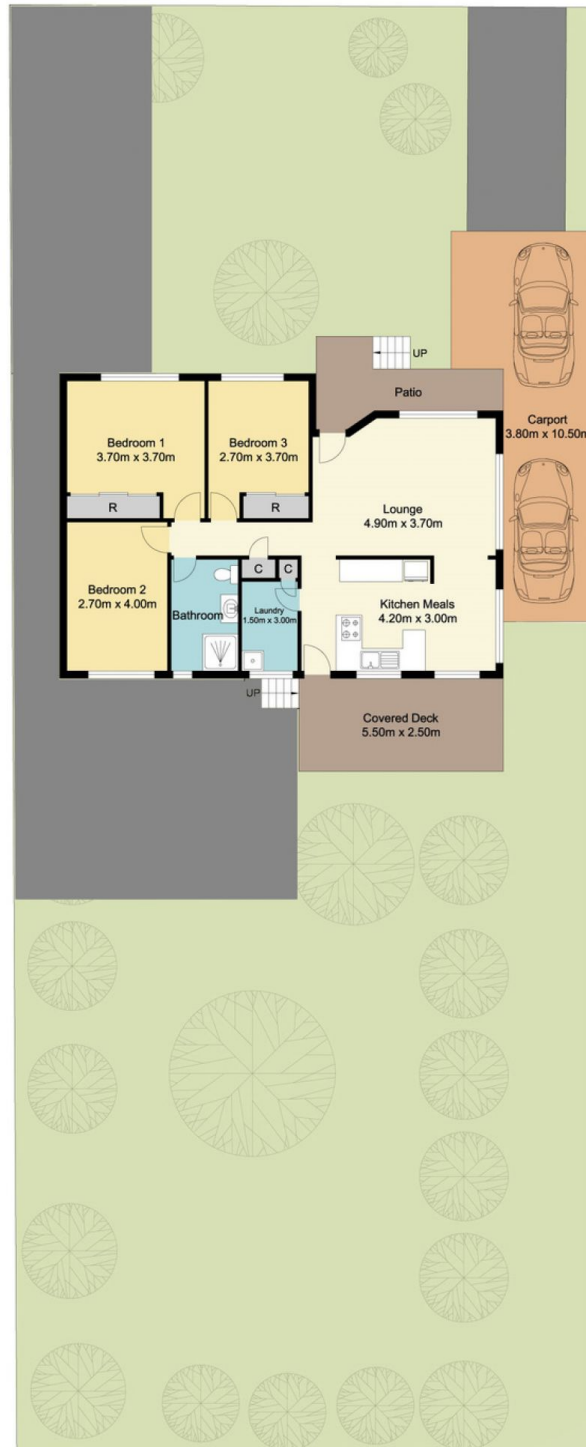 UP
Patio
Carport
3.80m x 10.50m
Bedroom 1
3.70m x 3.70m
Bedroom 3
2.70m x 3.70m
R
R
Lounge
4.90m x 3.70m
Bedroom 2
2.70m x 4.00m
Bathroom
C
C
Laundry
1.50m x 3.00m
Kitchen Meals
4.20m x 3.00m
UP
Covered Deck
5.50m x 2.50m